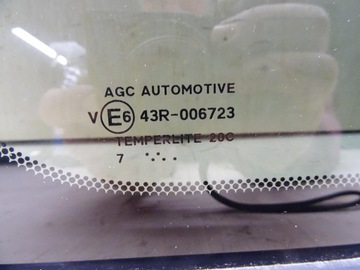 AGC AUTOMOTIVE
V E6 43R-006723
TEMPERLITE 20C
7